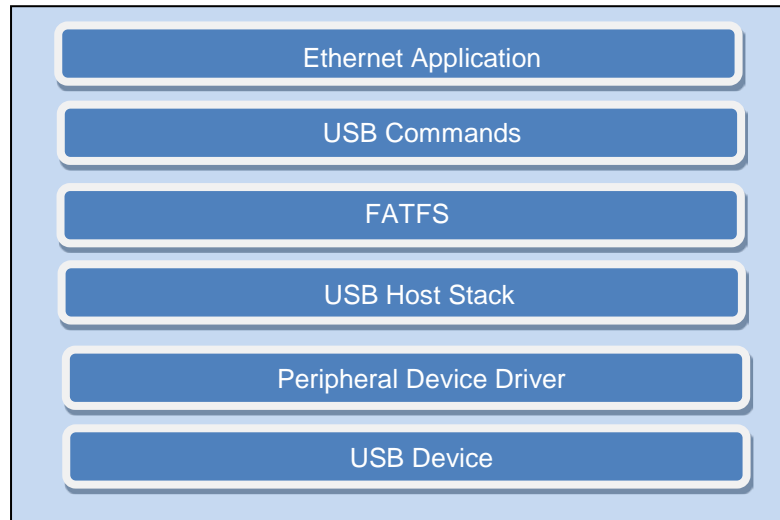 Ethernet Application
USB Commands
FATFS
USB Host Stack
Peripheral Device Driver
USB Device